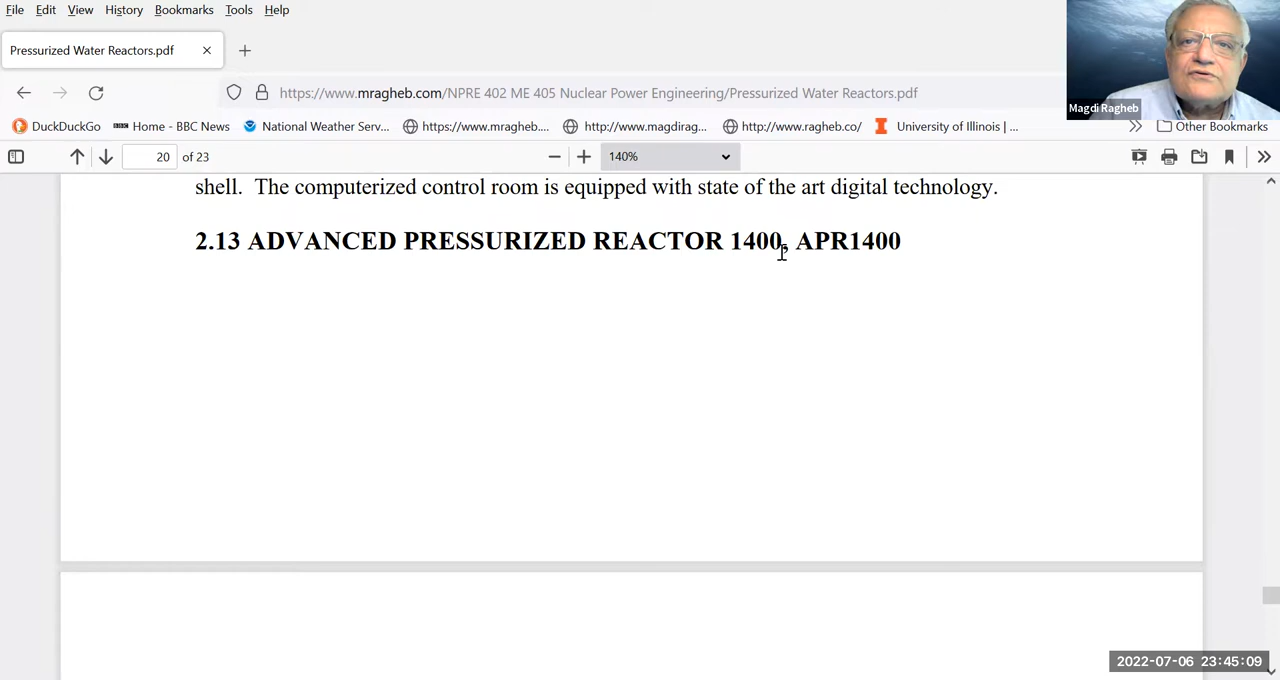 File Edit View History Bookmarks Tools Help
Pressurized Water Reactors.pdf
https://www.mragheb.com/NPRE 402 ME 405 Nuclear Power Engineering/Pressurized Water Reactors.pdf
DuckDuckGo BBC Home - BBC News National Weather Serv... https://www.mragheb.... http://www.magdirag... http://www.ragheb.co/ I University of Illinois | ... Other Bookmarks
Magdi Ragheb
20 of 23 140%
shell. The computerized control room is equipped with state of the art digital technology.
2.13 ADVANCED PRESSURIZED REACTOR 1400, APR1400
2022-07-06 23:45:09